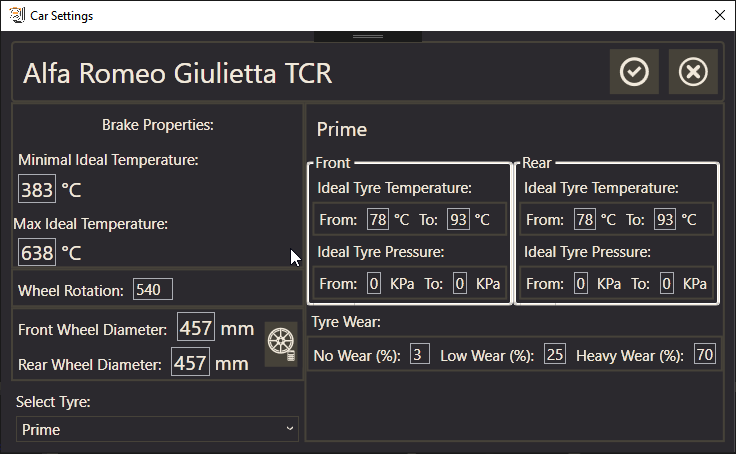 Car Settings
Alfa Romeo Giulietta TCR
Brake Properties:
Minimal Ideal Temperature:
383 °C
Max Ideal Temperature:
638 °C
Wheel Rotation: 540
Front Wheel Diameter: 457 mm
Rear Wheel Diameter: 457 mm
Select Tyre:
Prime
Prime
Front
Ideal Tyre Temperature:
From: 78 °C To: 93 °C
Ideal Tyre Pressure:
From: 0 KPa To: 0 KPa
Rear
Ideal Tyre Temperature:
From: 78 °C To: 93 °C
Ideal Tyre Pressure:
From: 0 KPa To: 0 KPa
Tyre Wear:
No Wear (%): 3 Low Wear (%): 25 Heavy Wear (%): 70